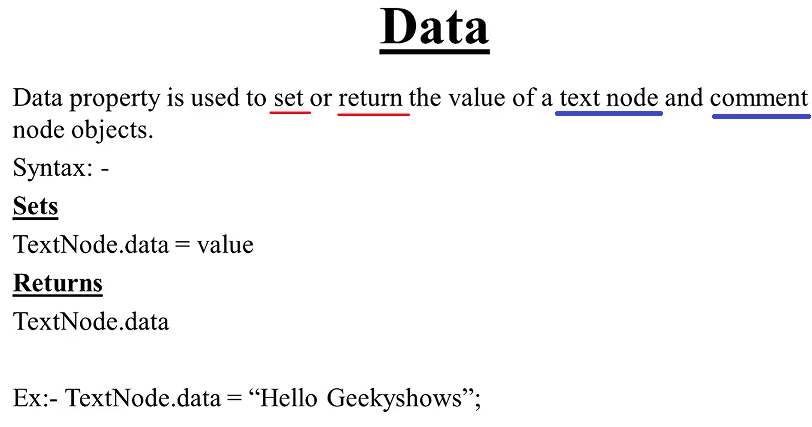 Data
Data property is used to set or return the value of a text node and comment
node objects.
Syntax: -
Sets
TextNode.data = value
Returns
TextNode.data
Ex:- TextNode.data = “Hello Geekyshows”;